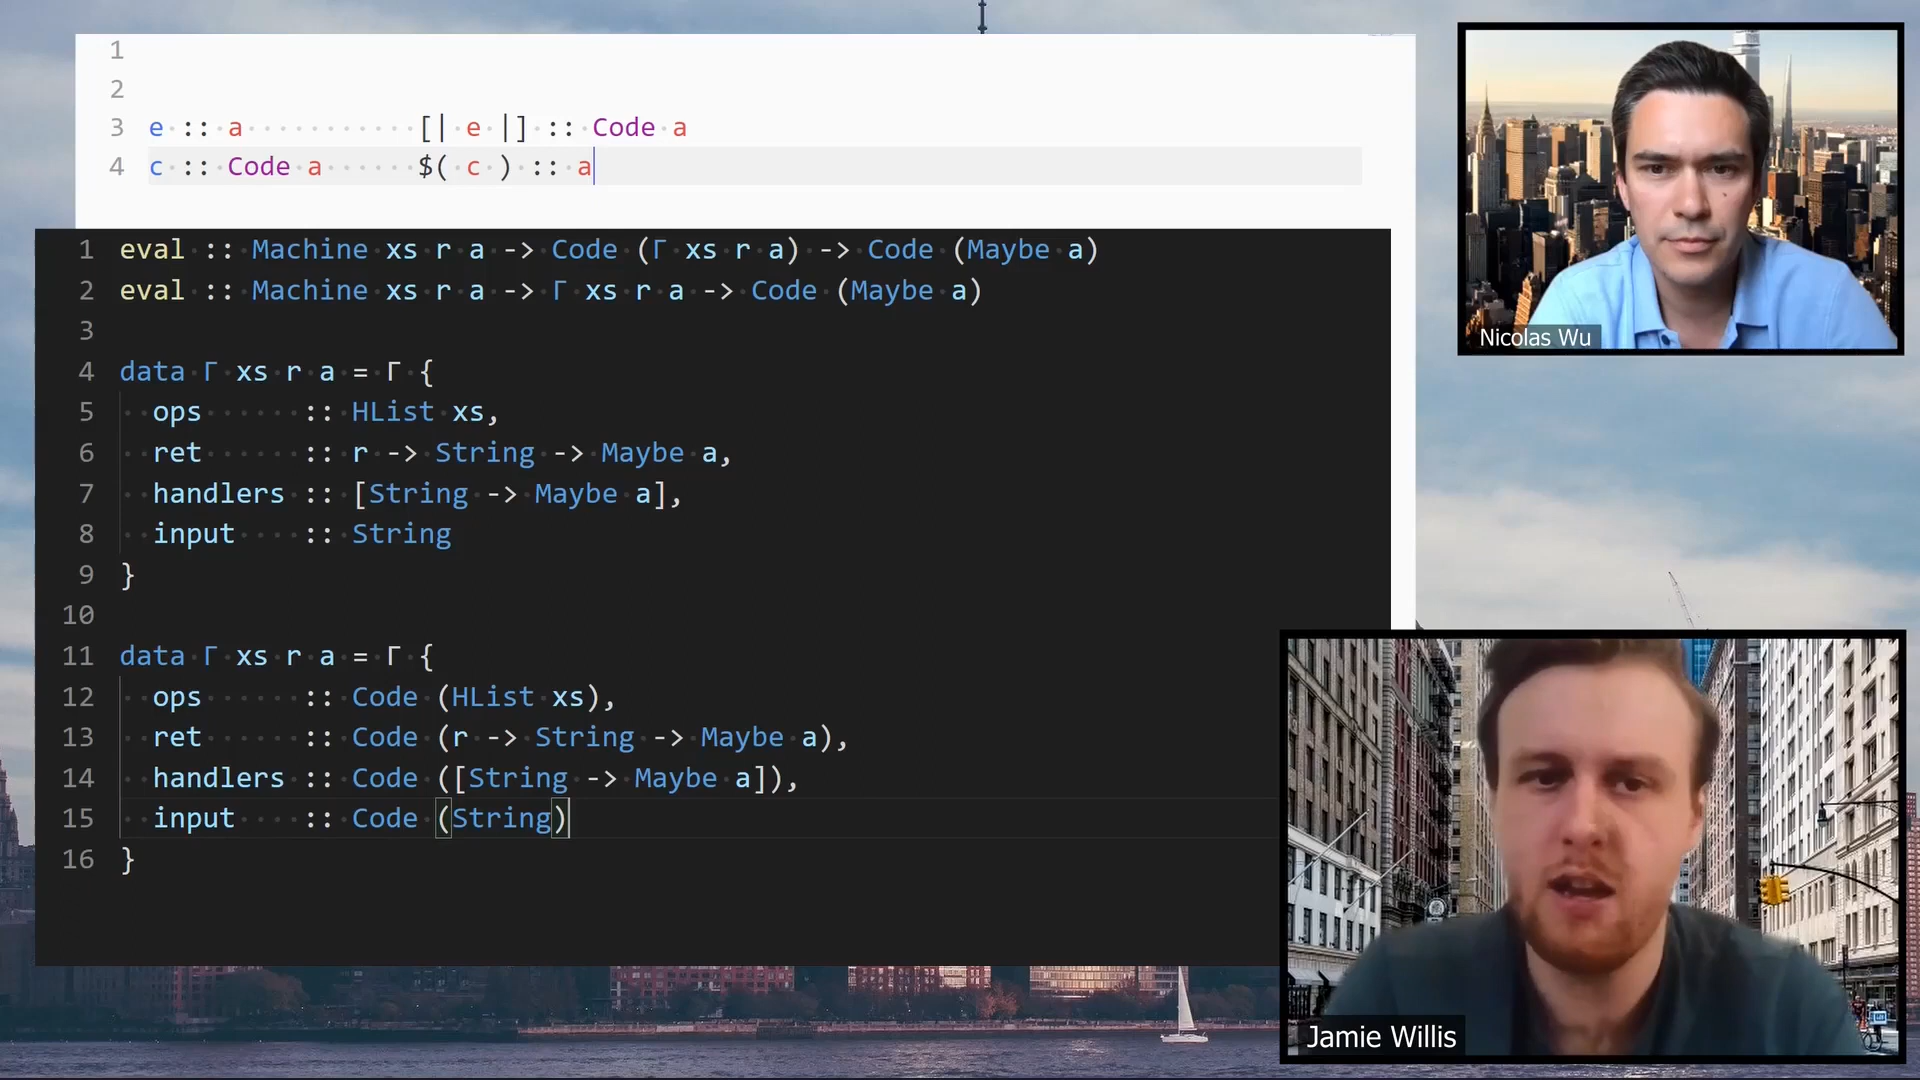 1
2
3 e :: a [| e |] :: Code a
4 c :: Code a $( c ) :: a
1 eval :: Machine xs r a -> Code (Γ xs r a) -> Code (Maybe a)
2 eval :: Machine xs r a -> Γ xs r a -> Code (Maybe a)
3
4 data Γ xs r a = Γ {
5 ops :: HList xs,
6 ret :: r -> String -> Maybe a,
7 handlers :: [String -> Maybe a],
8 input :: String
9 }
10
11 data Γ xs r a = Γ {
12 ops :: Code (HList xs),
13 ret :: Code (r -> String -> Maybe a),
14 handlers :: Code ([String -> Maybe a]),
15 input :: Code (String)
16 }
Nicolas Wu
Jamie Willis